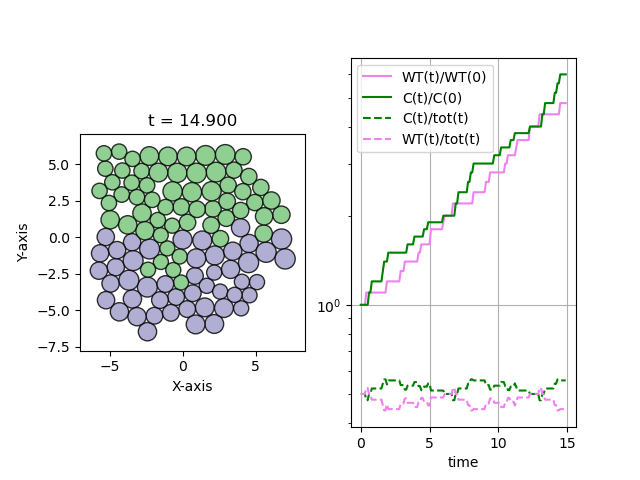 t = 14.900
Y-axis
5.0
2.5
0.0
−2.5
−5.0
−7.5
−5
0
5
X-axis
WT(t)/WT(0)
C(t)/C(0)
C(t)/tot(t)
WT(t)/tot(t)
10⁰
0
5
10
15
time